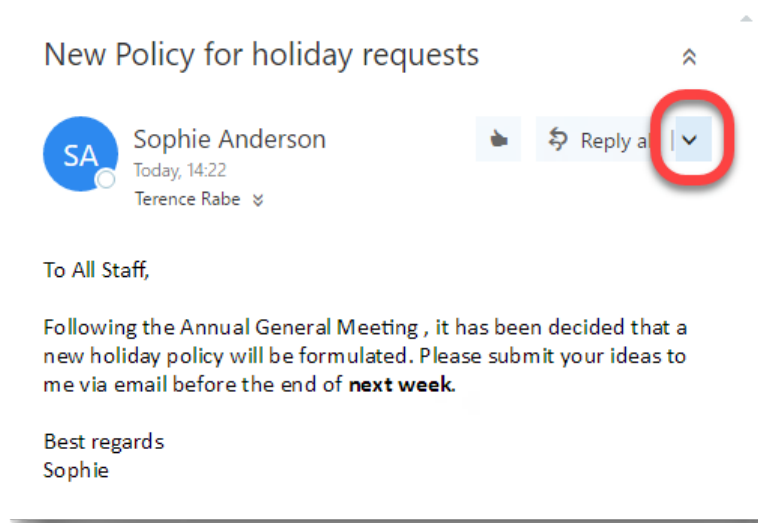 New Policy for holiday requests
SA
Sophie Anderson
Reply a
Today, 14:22
Terence Rabe
To All Staff,
Following the Annual General Meeting , it has been decided that a
new holiday policy will be formulated. Please submit your ideas to
me via email before the end of next week.
Best regards
Sophie